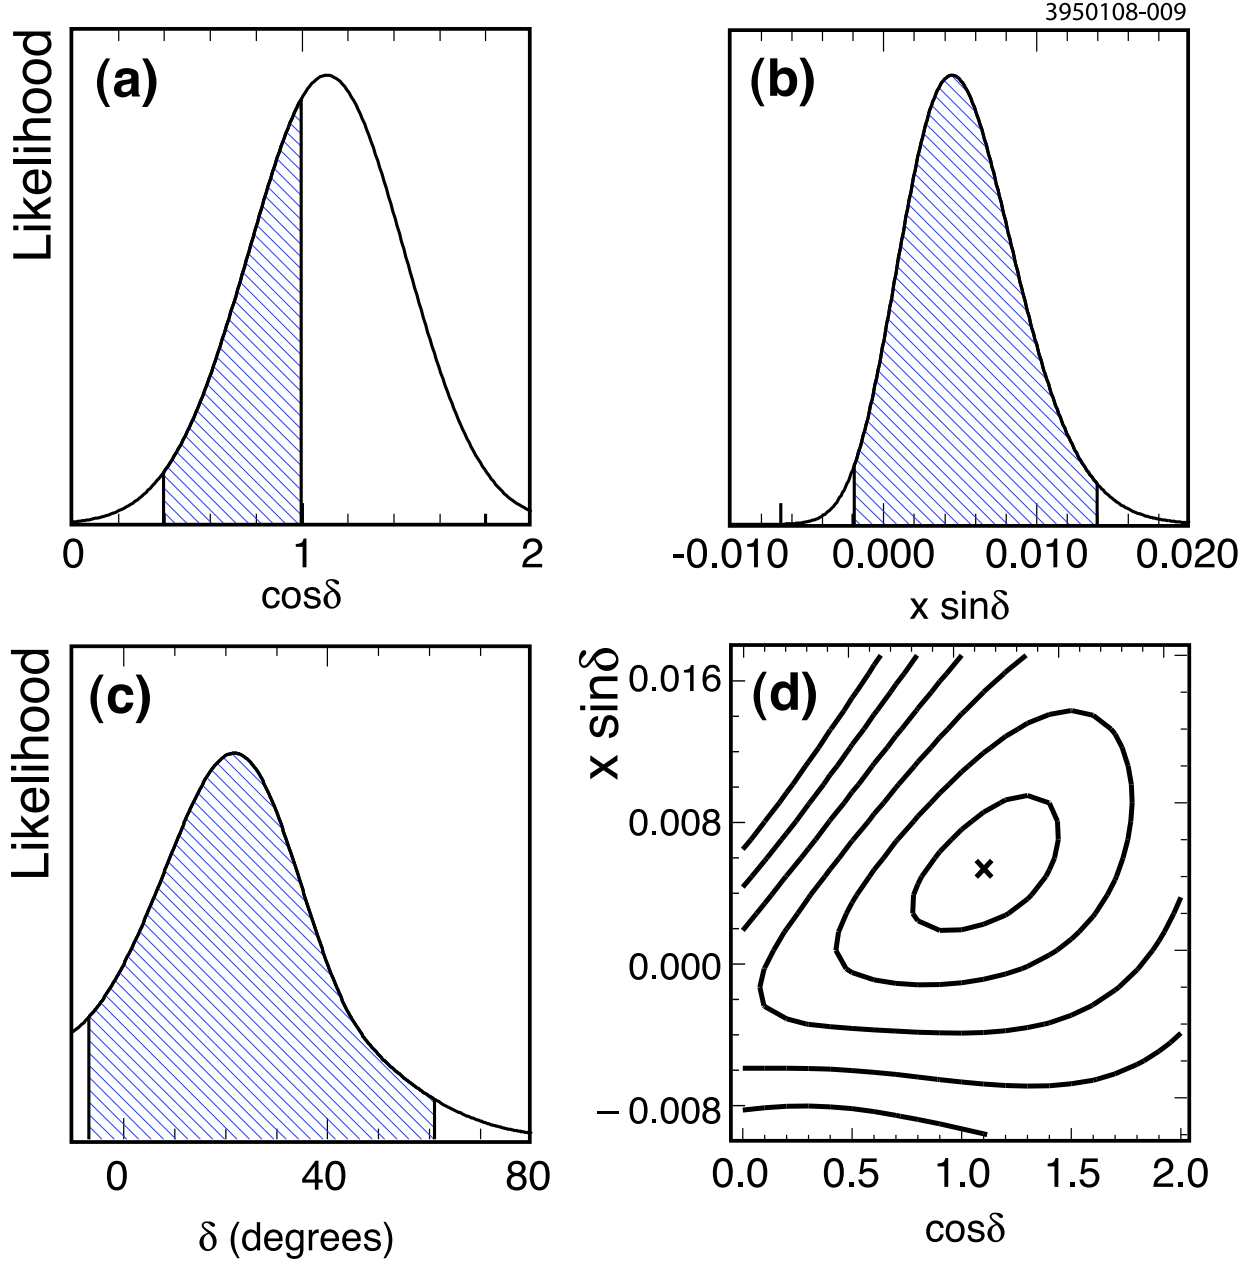 3950108-009
(a)
Likelihood
0 1 2
cosδ
(b)
-0.010 0.000 0.010 0.020
x sinδ
(c)
Likelihood
0 40 80
δ (degrees)
(d)
x sinδ
0.016
0.008
0.000
−0.008
0.0 0.5 1.0 1.5 2.0
cosδ